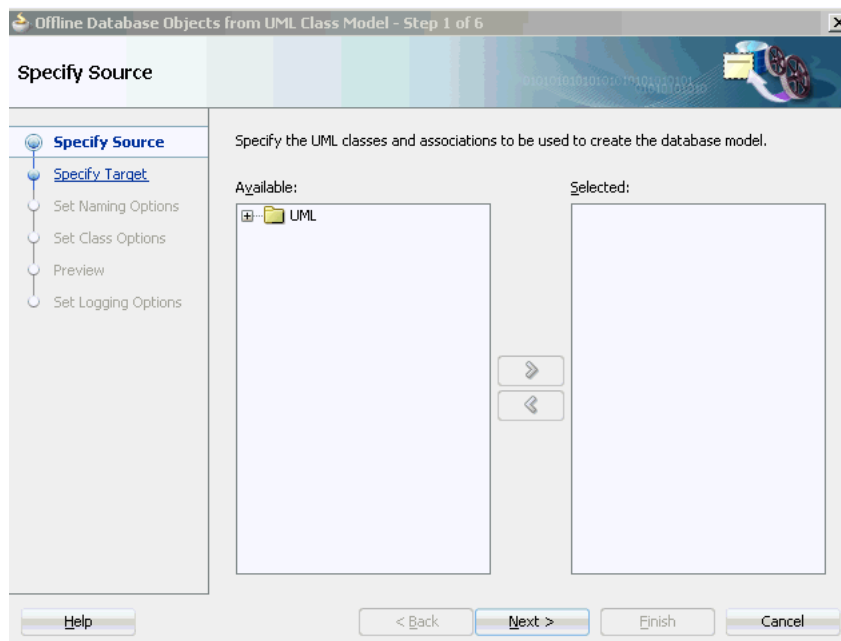 Offline Database Objects from UML Class Model - Step 1 of 6
Specify Source
Specify Source
Specify Target
Set Naming Options
Set Class Options
Preview
Set Logging Options
Specify the UML classes and associations to be used to create the database model.
Available:
UML
Selected:
Help
< Back
Next >
Finish
Cancel